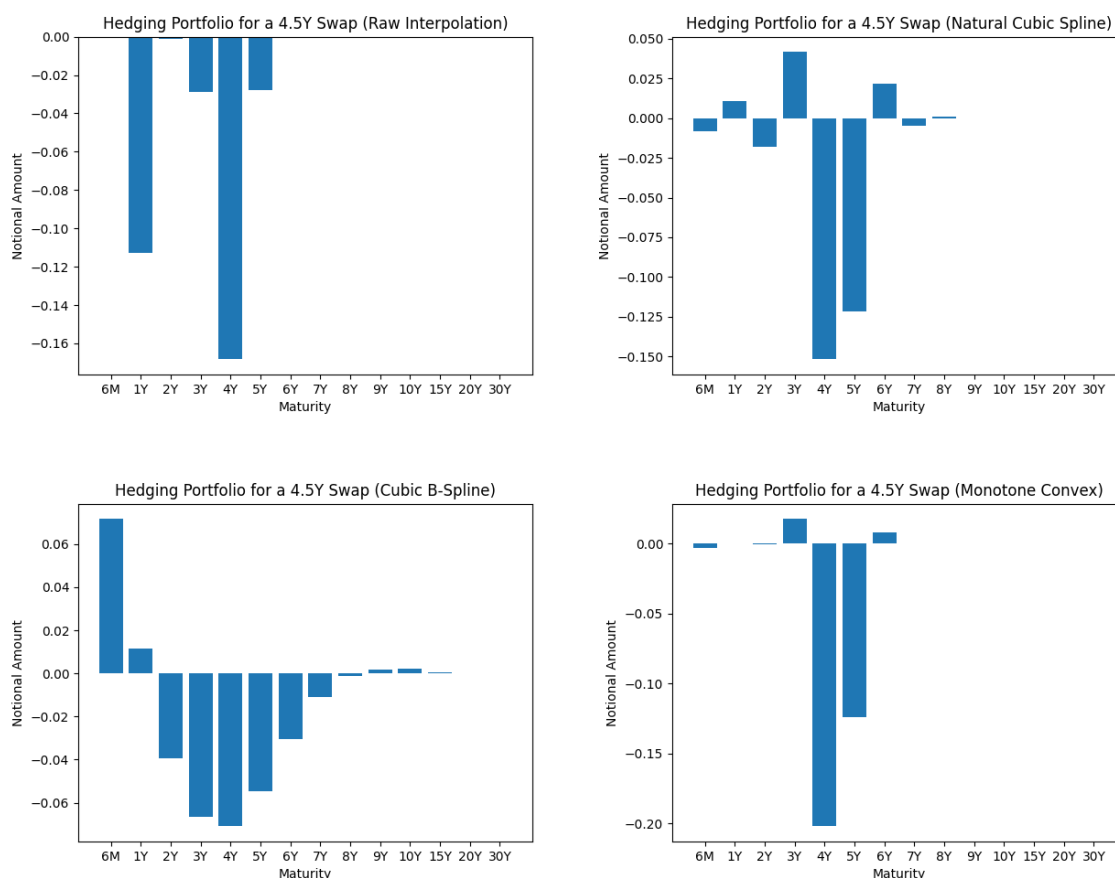 Hedging Portfolio for a 4.5Y Swap (Raw Interpolation)
0.00
−0.02
−0.04
−0.06
−0.08
−0.10
−0.12
−0.14
−0.16
Notional Amount
6M 1Y 2Y 3Y 4Y 5Y 6Y 7Y 8Y 9Y 10Y 15Y 20Y 30Y
Maturity
Hedging Portfolio for a 4.5Y Swap (Natural Cubic Spline)
0.050
0.025
0.000
−0.025
−0.050
−0.075
−0.100
−0.125
−0.150
Notional Amount
6M 1Y 2Y 3Y 4Y 5Y 6Y 7Y 8Y 9Y 10Y 15Y 20Y 30Y
Maturity
Hedging Portfolio for a 4.5Y Swap (Cubic B-Spline)
0.06
0.04
0.02
0.00
−0.02
−0.04
−0.06
Notional Amount
6M 1Y 2Y 3Y 4Y 5Y 6Y 7Y 8Y 9Y 10Y 15Y 20Y 30Y
Maturity
Hedging Portfolio for a 4.5Y Swap (Monotone Convex)
0.00
−0.05
−0.10
−0.15
−0.20
Notional Amount
6M 1Y 2Y 3Y 4Y 5Y 6Y 7Y 8Y 9Y 10Y 15Y 20Y 30Y
Maturity